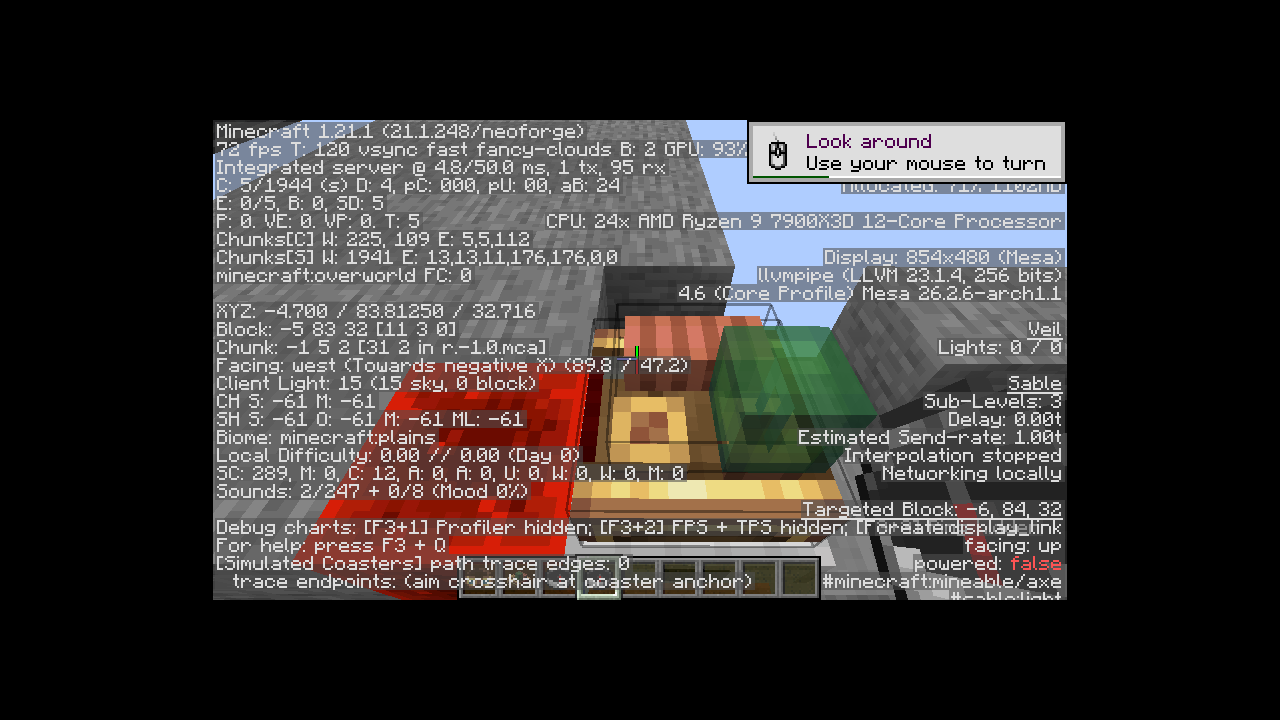 Minecraft 1.21.1 (21.1.248/neoforge)
72 fps T: 120 vsync fast fancy-clouds B: 2 GPU: 93%
Integrated server @ 4.8/50.0 ms, 1 tx, 95 rx
C: 5/1944 (s) D: 4, pC: 000, pU: 00, aB: 24
E: 0/5, B: 0, SD: 5
P: 0. VE: 0. VP: 0. T: 5
Chunks[C] W: 225, 109 E: 5,5,112
Chunks[S] W: 1941 E: 13,13,11,176,176,0,0
minecraft:overworld FC: 0
XYZ: -4.700 / 83.81250 / 32.716
Block: -5 83 32 [11 3 0]
Chunk: -1 5 2 [31 2 in r.-1.0.mca]
Facing: west (Towards negative X) (89.8 / 47.2)
Client Light: 15 (15 sky, 0 block)
CH S: -61 M: -61
SH S: -61 O: -61 M: -61 ML: -61
Biome: minecraft:plains
Local Difficulty: 0.00 // 0.00 (Day 0)
SC: 289, M: 0, C: 12, A: 0, A: 0, U: 0, W: 0, W: 0, M: 0
Sounds: 2/247 + 0/8 (Mood 0%)
Debug charts: [F3+1] Profiler hidden; [F3+2] FPS + TPS hidden;
For help: press F3 + Q
[Simulated Coasters] path trace edges: 0
trace endpoints: (aim crosshair at coaster anchor)
Look around
Use your mouse to turn
Allocated:
CPU: 24x AMD Ryzen 9 7900X3D 12-Core Processor
Display: 854x480 (Mesa)
llvmpipe (LLVM 23.1.4, 256 bits)
4.6 (Core Profile) Mesa 26.2.6-arch1.1
Veil
Lights: 0 / 0
Sable
Sub-Levels: 3
Delay: 0.00t
Estimated Send-rate: 1.00t
Interpolation stopped
Networking locally
Targeted Block: -6, 84, 32
facing: up
powered: false
#minecraft:mineable/axe
#sable:light